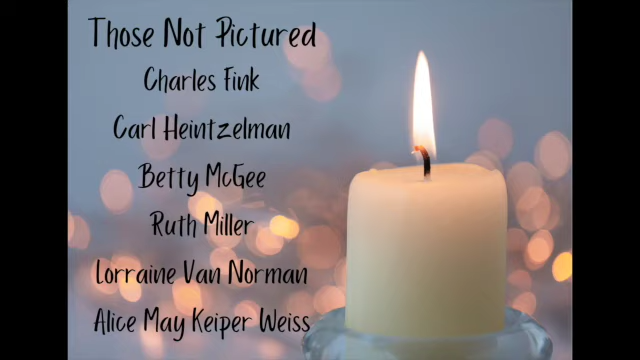 Those Not Pictured
Charles Fink
Carl Heintzelman
Betty McGee
Ruth Miller
Lorraine Van Norman
Alice May Keiper Weiss